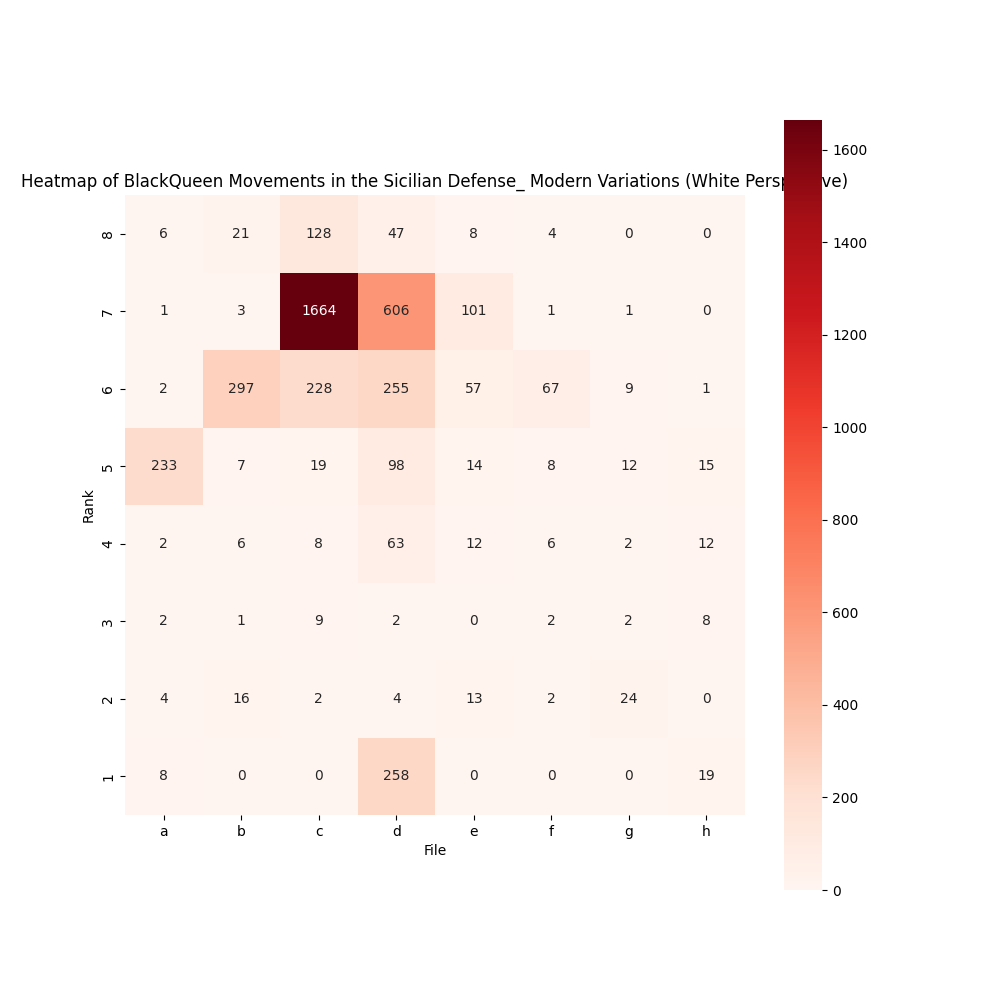 1600
Heatmap of BlackQueen Movements in the Sicilian Defense_ Modern Variations (White Persp ve)
8 6 21 128 47 8 4 0 0
1400
7 1 3 1664 606 101 1 1 0
1200
6 2 297 228 255 57 67 9 1
1000
5 233 7 19 98 14 8 12 15
800
Rank
4 2 6 8 63 12 6 2 12
600
3 2 1 9 2 0 2 2 8
400
2 4 16 2 4 13 2 24 0
1 8 0 0 258 0 0 0 19
200
a b c d e f g h
File
0